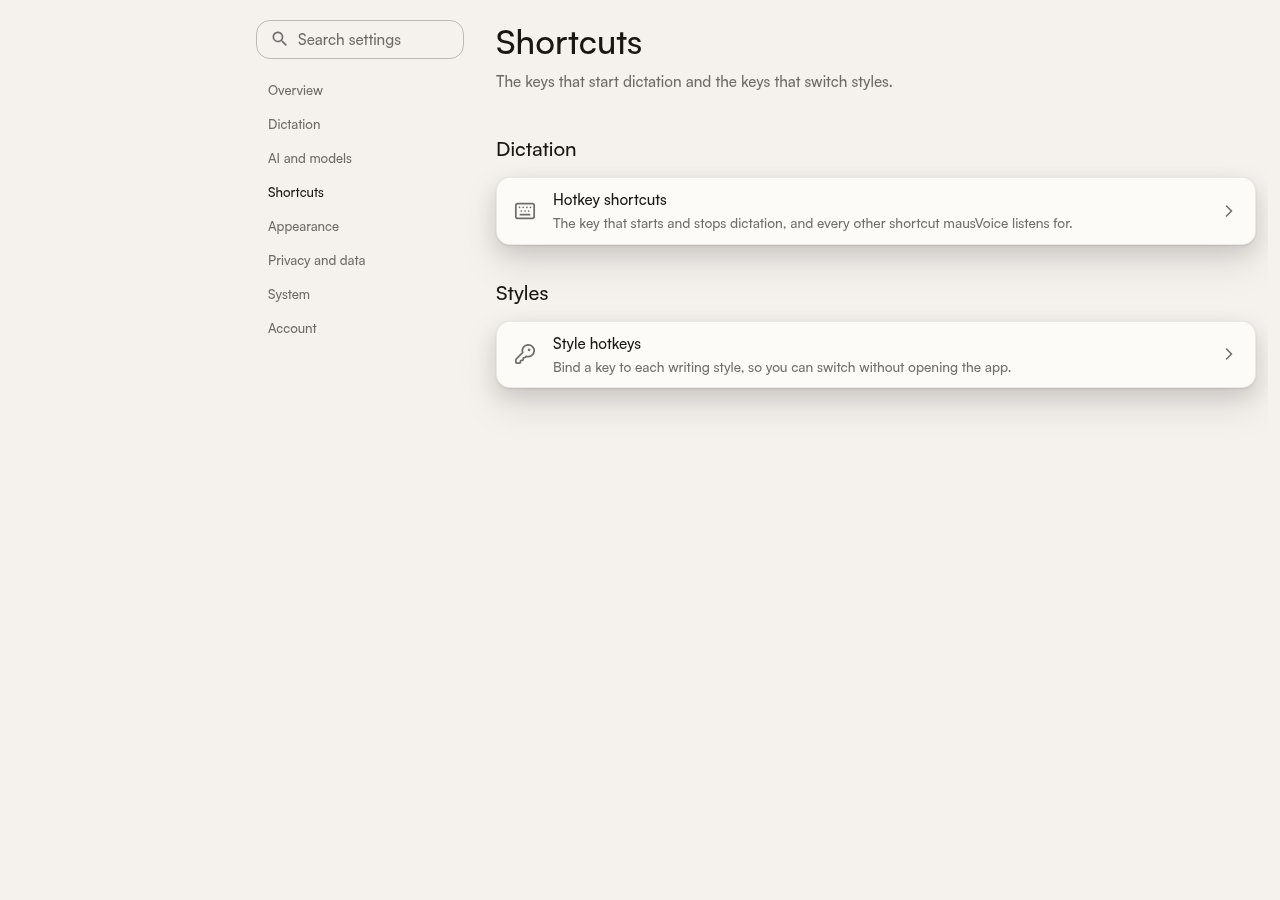 Search settings
Overview
Dictation
AI and models
Shortcuts
Appearance
Privacy and data
System
Account
Shortcuts
The keys that start dictation and the keys that switch styles.
Dictation
Hotkey shortcuts
The key that starts and stops dictation, and every other shortcut mausVoice listens for.
Styles
Style hotkeys
Bind a key to each writing style, so you can switch without opening the app.